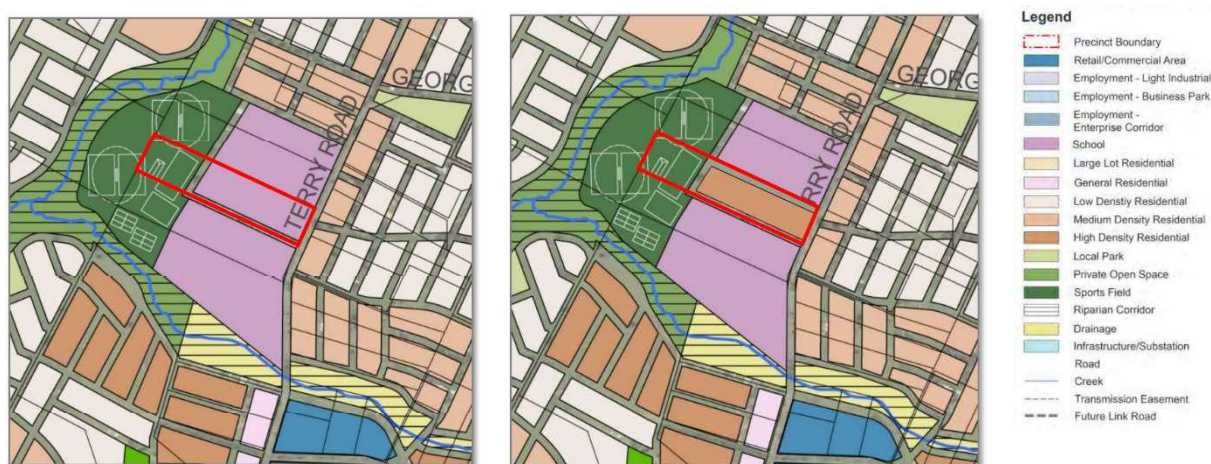 GEORG
TERRY ROAD
GEORG
RRY ROAD
Legend
Precinct Boundary
Retail/Commercial Area
Employment - Light Industrial
Employment - Business Park
Employment -
Enterprise Corridor
School
Large Lot Residential
General Residential
Low Denstiy Residential
Medium Density Residential
High Density Residential
Local Park
Private Open Space
Sports Field
Riparian Corridor
Drainage
Infrastructure/Substation
Road
Creek
Transmission Easement
Future Link Road